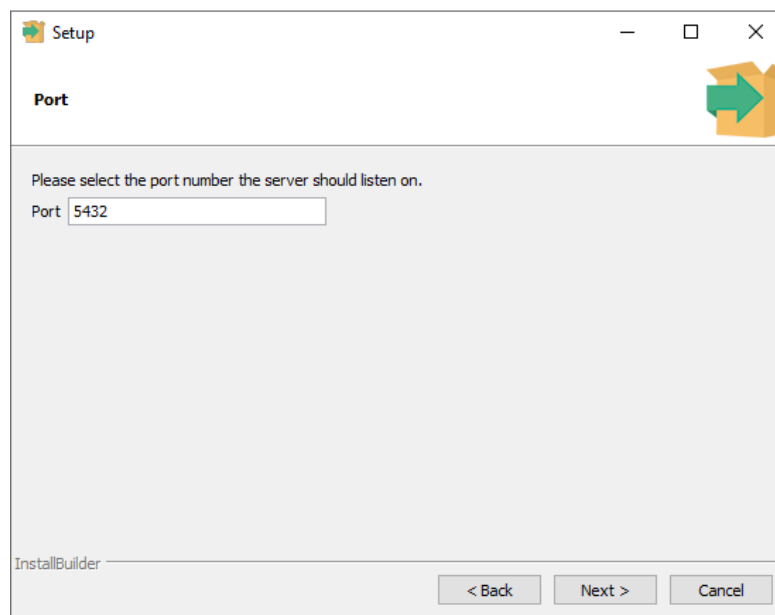 Setup
Port
Please select the port number the server should listen on.
Port 5432
InstallBuilder
< Back Next > Cancel